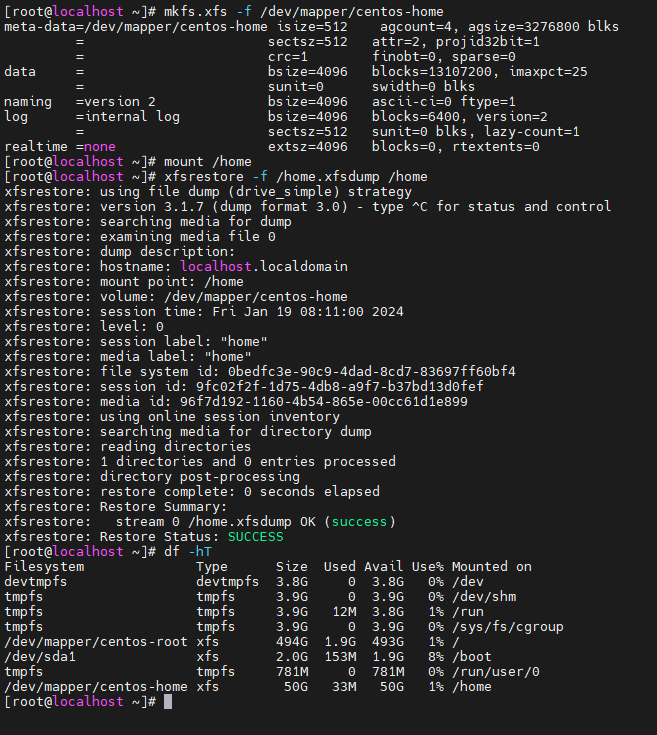 [root@localhost ~]# mkfs.xfs -f /dev/mapper/centos-home
meta-data=/dev/mapper/centos-home isize=512    agcount=4, agsize=3276800 blks
         =                       sectsz=512   attr=2, projid32bit=1
         =                       crc=1        finobt=0, sparse=0
data     =                       bsize=4096   blocks=13107200, imaxpct=25
         =                       sunit=0      swidth=0 blks
naming   =version 2              bsize=4096   ascii-ci=0 ftype=1
log      =internal log           bsize=4096   blocks=6400, version=2
         =                       sectsz=512   sunit=0 blks, lazy-count=1
realtime =none                   extsz=4096   blocks=0, rtextents=0
[root@localhost ~]# mount /home
[root@localhost ~]# xfsrestore -f /home.xfsdump /home
xfsrestore: using file dump (drive_simple) strategy
xfsrestore: version 3.1.7 (dump format 3.0) - type ^C for status and control
xfsrestore: searching media for dump
xfsrestore: examining media file 0
xfsrestore: dump description:
xfsrestore: hostname: localhost.localdomain
xfsrestore: mount point: /home
xfsrestore: volume: /dev/mapper/centos-home
xfsrestore: session time: Fri Jan 19 08:11:00 2024
xfsrestore: level: 0
xfsrestore: session label: "home"
xfsrestore: media label: "home"
xfsrestore: file system id: 0bedfc3e-90c9-4dad-8cd7-83697ff60bf4
xfsrestore: session id: 9fc02f2f-1d75-4db8-a9f7-b37bd13d0fef
xfsrestore: media id: 96f7d192-1160-4b54-865e-00cc61d1e899
xfsrestore: using online session inventory
xfsrestore: searching media for directory dump
xfsrestore: reading directories
xfsrestore: 1 directories and 0 entries processed
xfsrestore: directory post-processing
xfsrestore: restore complete: 0 seconds elapsed
xfsrestore: Restore Summary:
xfsrestore:   stream 0 /home.xfsdump OK (success)
xfsrestore: Restore Status: SUCCESS
[root@localhost ~]# df -hT
Filesystem              Type      Size  Used Avail Use% Mounted on
devtmpfs                devtmpfs  3.8G     0  3.8G   0% /dev
tmpfs                   tmpfs     3.9G     0  3.9G   0% /dev/shm
tmpfs                   tmpfs     3.9G   12M  3.8G   1% /run
tmpfs                   tmpfs     3.9G     0  3.9G   0% /sys/fs/cgroup
/dev/mapper/centos-root xfs       494G  1.9G  493G   1% /
/dev/sda1               xfs       2.0G  153M  1.9G   8% /boot
tmpfs                   tmpfs     781M     0  781M   0% /run/user/0
/dev/mapper/centos-home xfs        50G   33M   50G   1% /home
[root@localhost ~]#